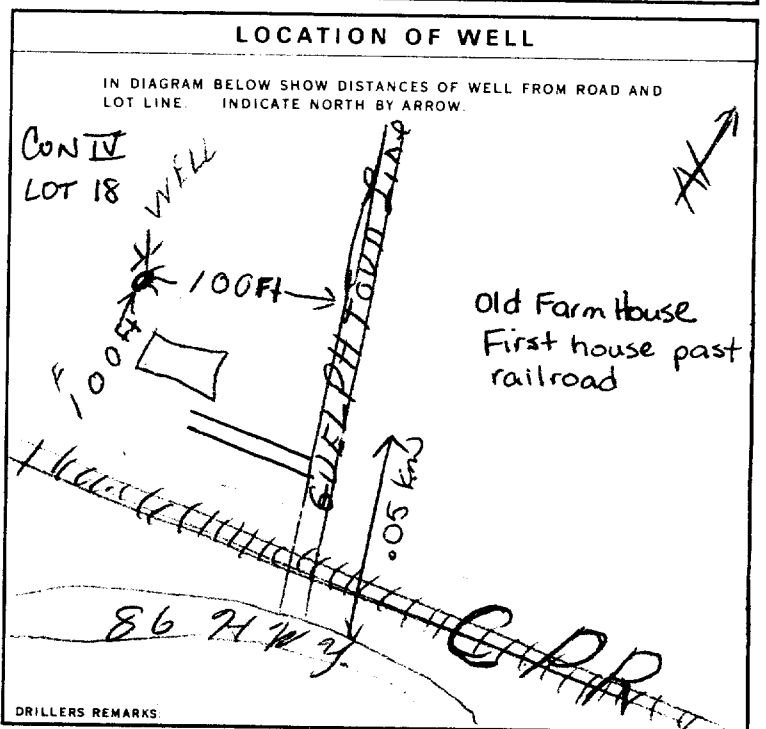 LOCATION OF WELL
IN DIAGRAM BELOW SHOW DISTANCES OF WELL FROM ROAD AND
LOT LINE. INDICATE NORTH BY ARROW.
CON IV
LOT 18
WELL
N
100Ft
100ft
GUELPH
Line
Old Farm House
First house past
railroad
.05 km
86 HWY.
CPR
DRILLERS REMARKS: